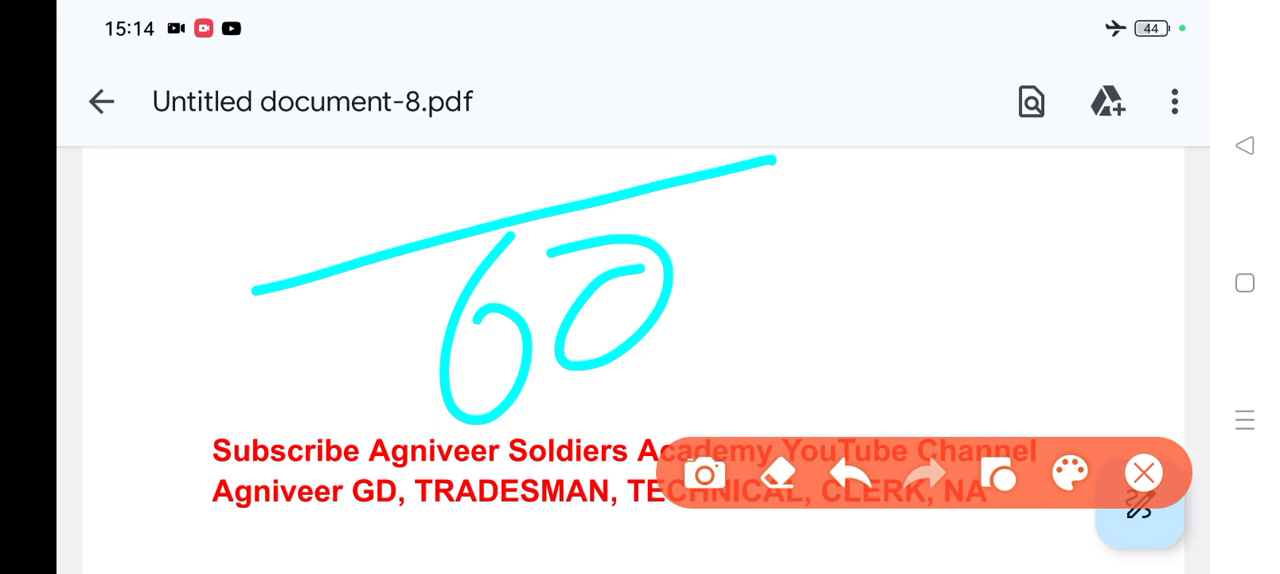 15:14 44
Untitled document-8.pdf
60
Subscribe Agniveer Soldiers Academy YouTube Channel
Agniveer GD, TRADESMAN, TECHNICAL, CLERK, NA